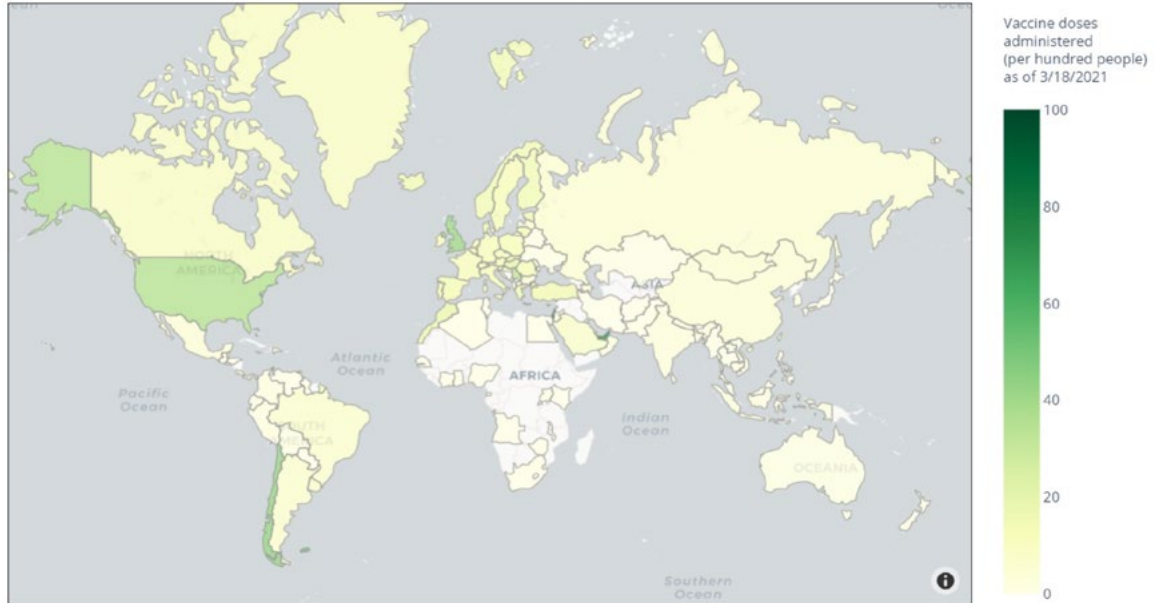 Vaccine doses
administered
(per hundred people)
as of 3/18/2021
100
80
60
40
20
0
NORTH
AMERICA
ASIA
Atlantic
Ocean
AFRICA
Pacific
Ocean
Indian
Ocean
SOUTH
AMERICA
OCEANIA
Southern
Ocean